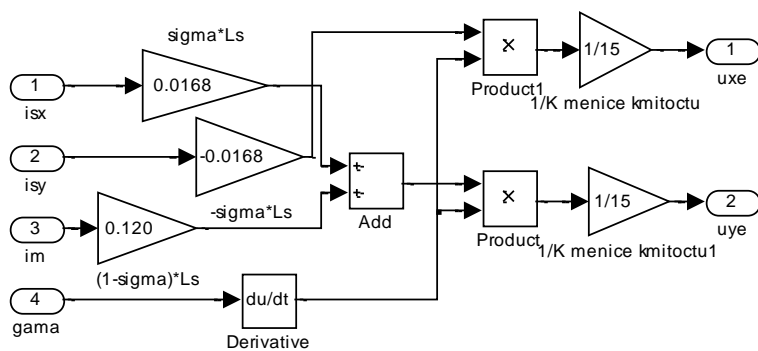 sigma*Ls
1
isx
0.0168
×
Product1
1/15
1/K menice kmitoctu
1
uxe
2
isy
-0.0168
-sigma*Ls
+
+
Add
×
Product
1/15
1/K menice kmitoctu1
2
uye
3
im
0.120
(1-sigma)*Ls
4
gama
du/dt
Derivative